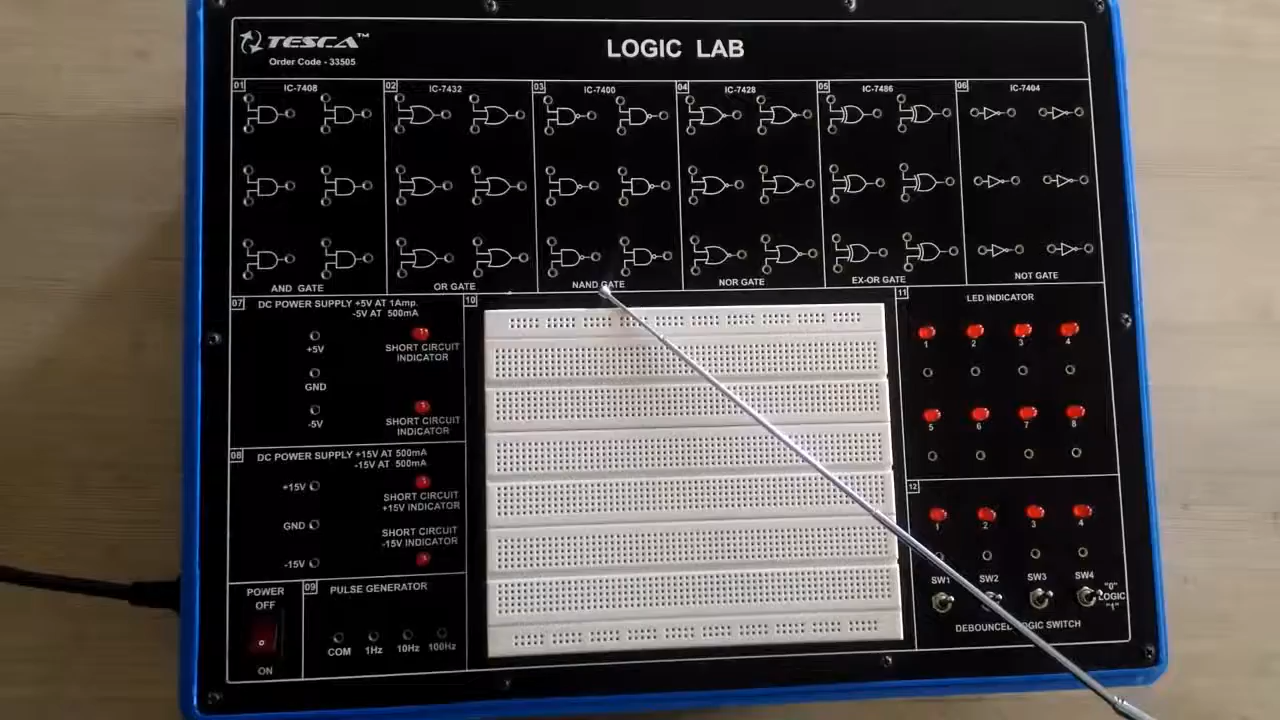 TESCA™
Order Code - 33505
LOGIC LAB
01 IC-7408
02 IC-7432
03 IC-7400
04 IC-7428
05 IC-7486
06 IC-7404
AND GATE
OR GATE
NAND GATE
NOR GATE
EX-OR GATE
NOT GATE
07 DC POWER SUPPLY +5V AT 1Amp.
-5V AT 500mA
+5V
SHORT CIRCUIT
INDICATOR
GND
-5V
SHORT CIRCUIT
INDICATOR
08 DC POWER SUPPLY +15V AT 500mA
-15V AT 500mA
+15V
SHORT CIRCUIT
+15V INDICATOR
GND
SHORT CIRCUIT
-15V INDICATOR
-15V
POWER
OFF
ON
09 PULSE GENERATOR
COM 1Hz 10Hz 100Hz
10
11
LED INDICATOR
1 2 3 4
5 6 7 8
12
1 2 3 4
SW1 SW2 SW3 SW4
"0"
LOGIC
"1"
DEBOUNCED LOGIC SWITCH